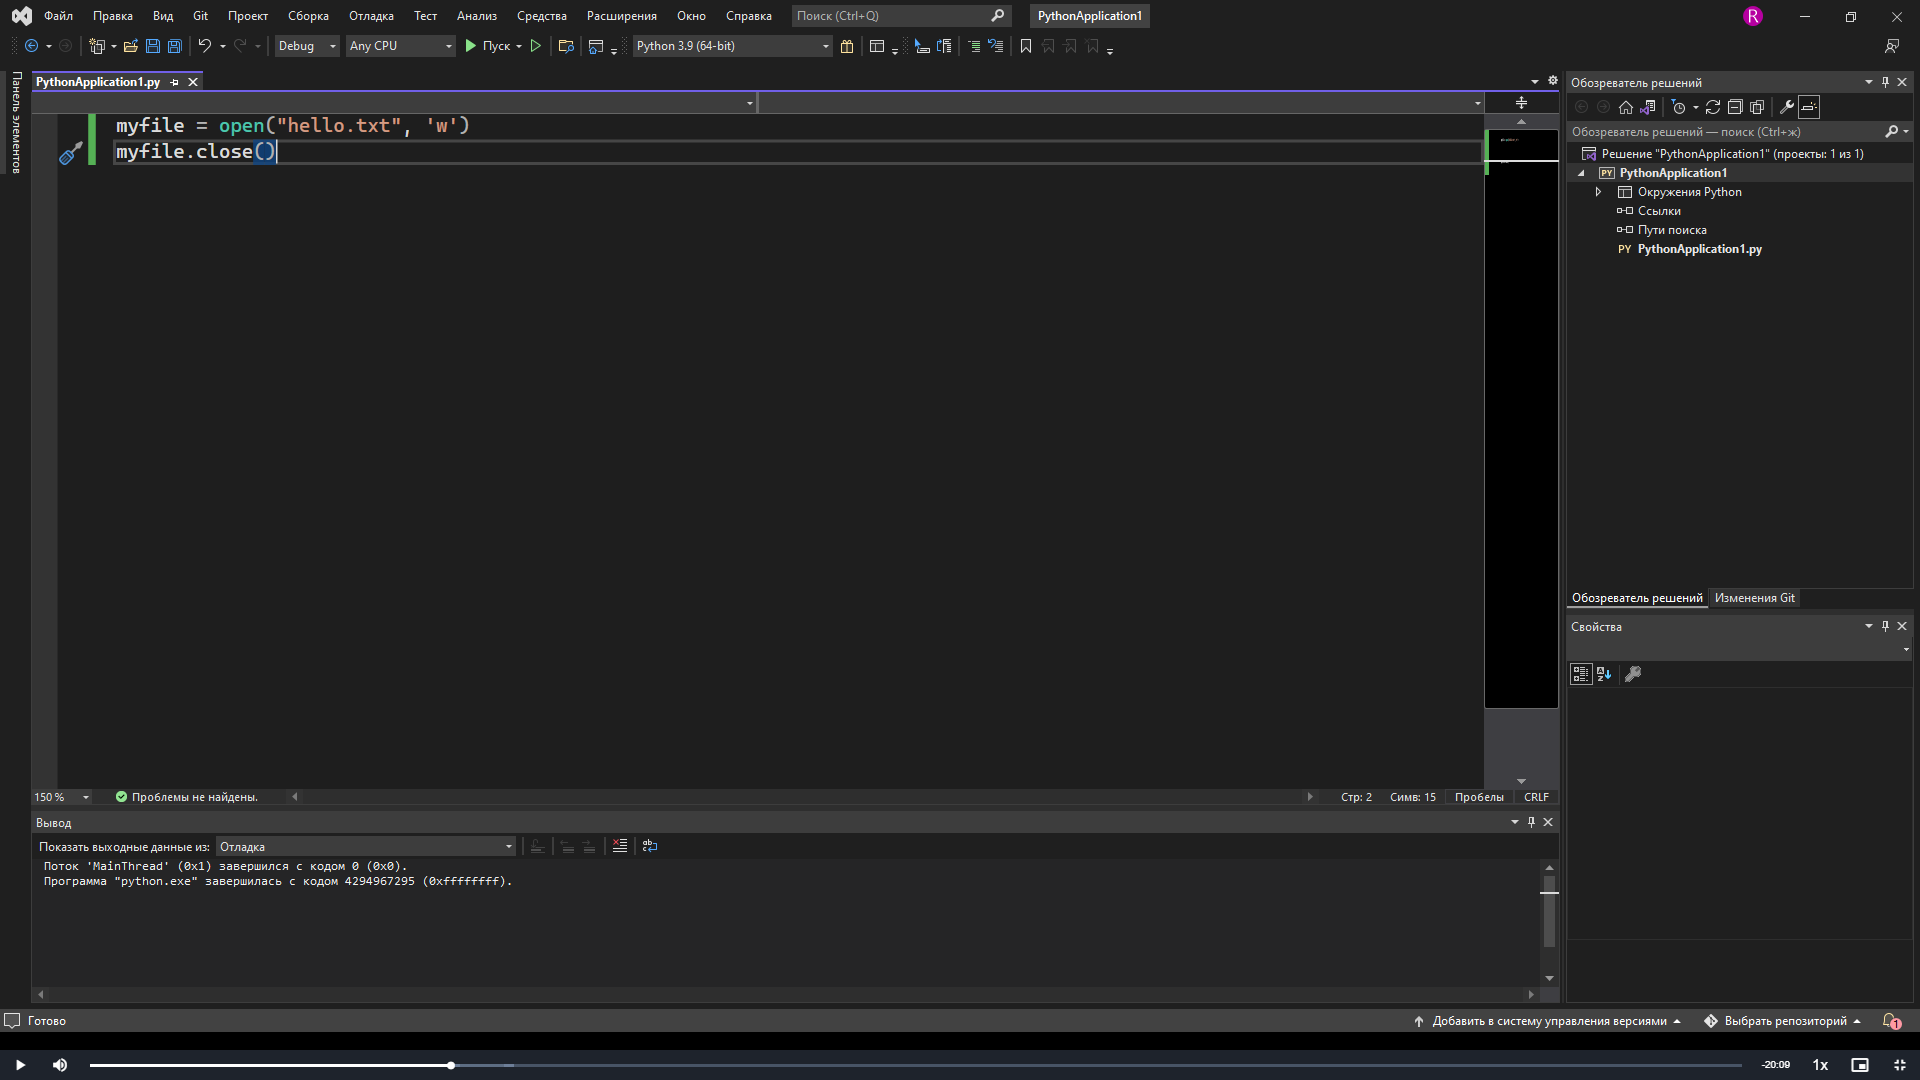 Файл Правка Вид Git Проект Сборка Отладка Тест Анализ Средства Расширения Окно Справка Поиск (Ctrl+Q) PythonApplication1 R
Debug Any CPU Пуск Python 3.9 (64-bit)
Панель элементов
PythonApplication1.py
myfile = open("hello.txt", 'w')
myfile.close()
150 % Проблемы не найдены. Стр: 2 Симв: 15 Пробелы CRLF
Вывод
Показать выходные данные из: Отладка
Поток 'MainThread' (0x1) завершился с кодом 0 (0x0).
Программа "python.exe" завершилась с кодом 4294967295 (0xffffffff).
Обозреватель решений
Обозреватель решений — поиск (Ctrl+ж)
Решение "PythonApplication1" (проекты: 1 из 1)
PY PythonApplication1
Окружения Python
Ссылки
Пути поиска
PY PythonApplication1.py
Обозреватель решений Изменения Git
Свойства
Готово Добавить в систему управления версиями Выбрать репозиторий 1
-20:09 1x